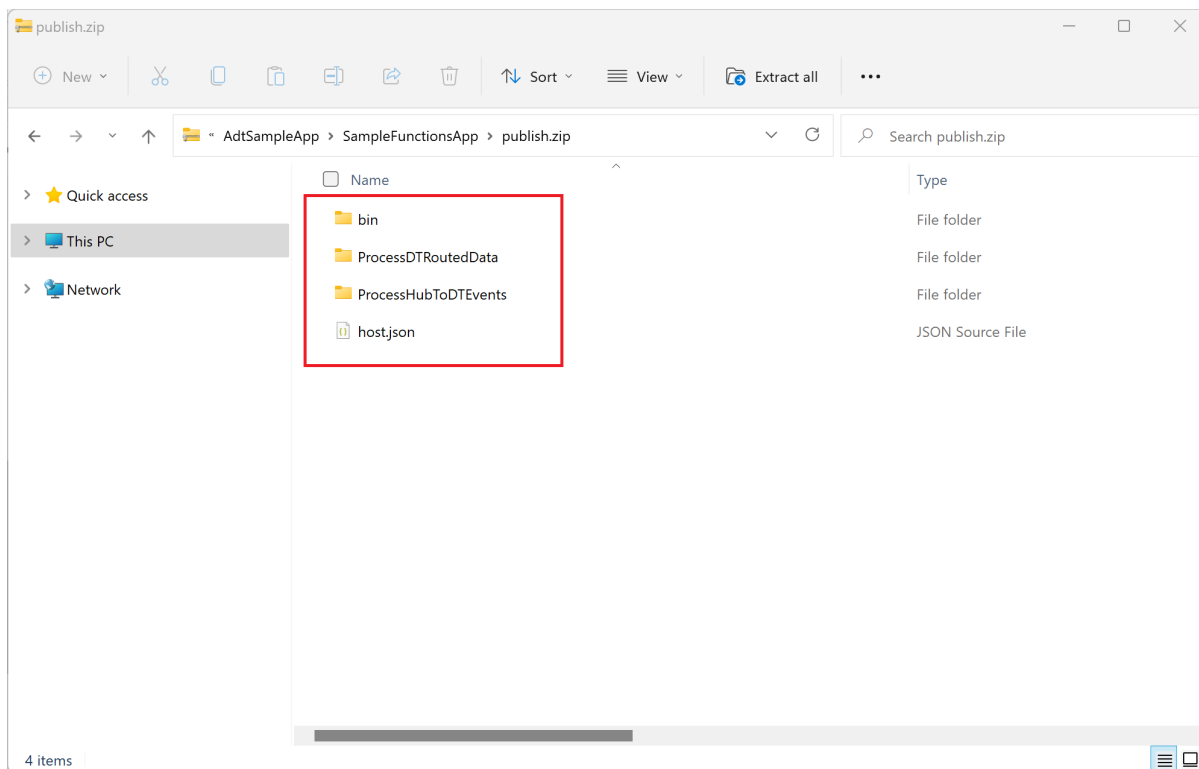 publish.zip
New Sort View Extract all
« AdtSampleApp > SampleFunctionsApp > publish.zip Search publish.zip
Name Type
Quick access
This PC
Network
bin File folder
ProcessDTRoutedData File folder
ProcessHubToDTEvents File folder
host.json JSON Source File
4 items